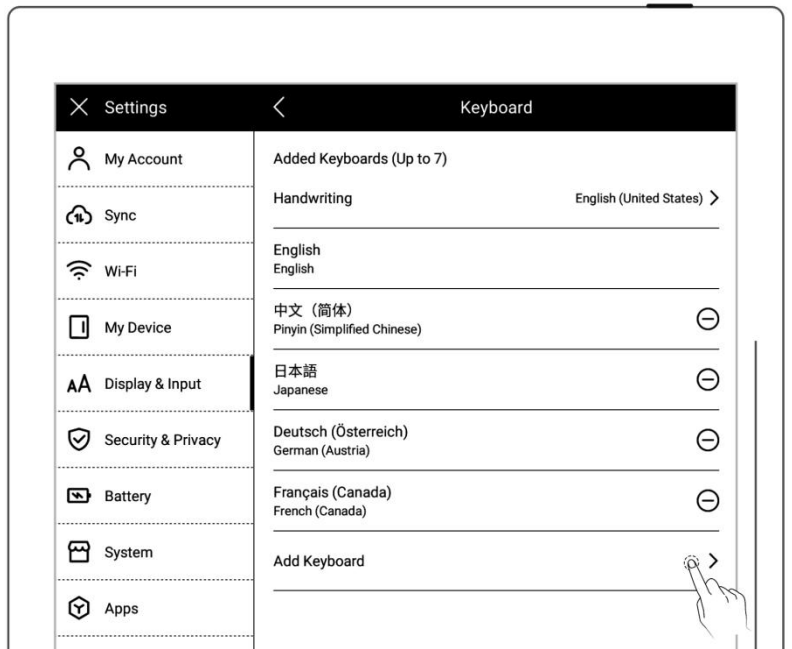 Settings
Keyboard
My Account
Sync
Wi-Fi
My Device
Display & Input
Security & Privacy
Battery
System
Apps
Added Keyboards (Up to 7)
Handwriting
English (United States)
English
English
中文（简体）
Pinyin (Simplified Chinese)
日本語
Japanese
Deutsch (Österreich)
German (Austria)
Français (Canada)
French (Canada)
Add Keyboard